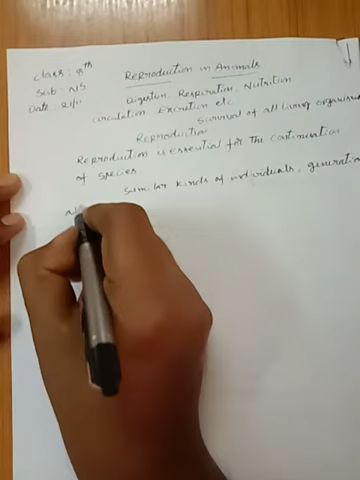 Class: 8th
Sub: NS
Date: 2/11
Reproduction in Animals
Digestion, Respiration, Nutrition
Circulation Excretion etc.
Survival of all living organisms
Reproduction
Reproduction is essential for the continuation
of species
Similar kinds of individuals, generation